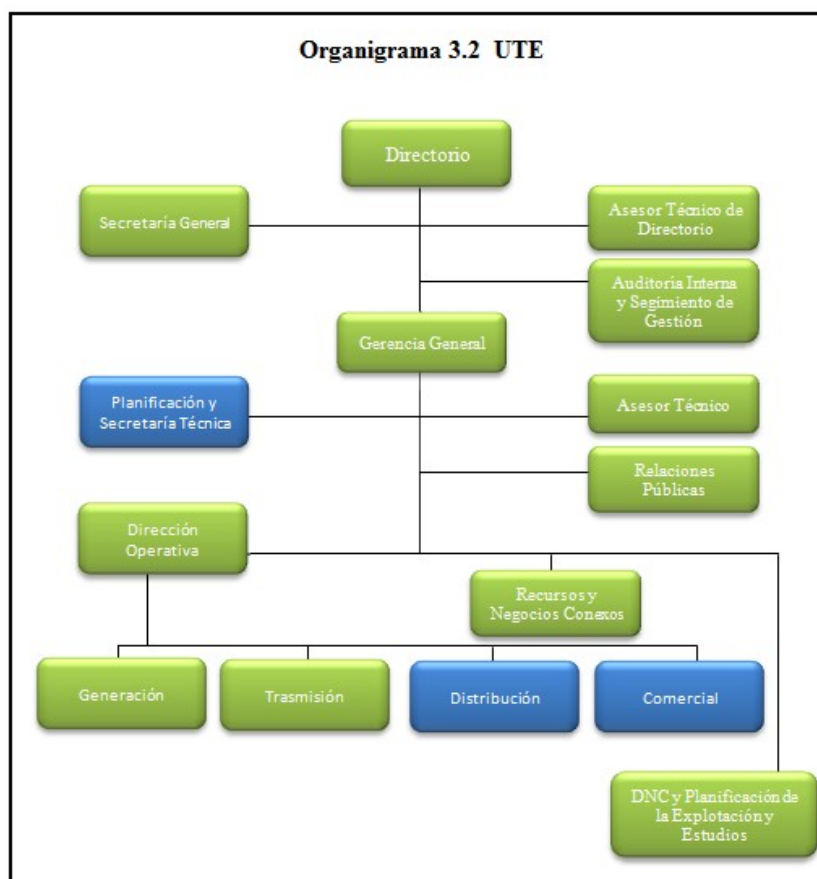 Organigrama 3.2 UTE
Directorio
Secretaría General
Asesor Técnico de
Directorio
Auditoria Interna
y Segimiento de
Gestión
Gerencia General
Planificación y
Secretaría Técnica
Asesor Técnico
Relaciones
Públicas
Dirección
Operativa
Recursos y
Negocios Conexos
Generación
Trasmisión
Distribución
Comercial
DNC y Planificación de
la Explotación y
Estudios